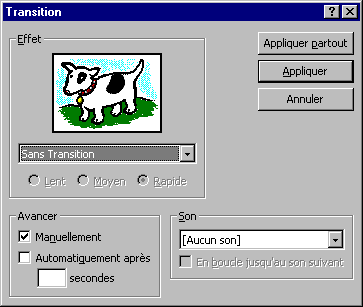 Transition
Effet
Appliquer partout
Appliquer
Annuler
Sans Transition
Lent Moyen Rapide
Avancer
Manuellement
Automatiquement après
secondes
Son
[Aucun son]
En boucle jusqu'au son suivant